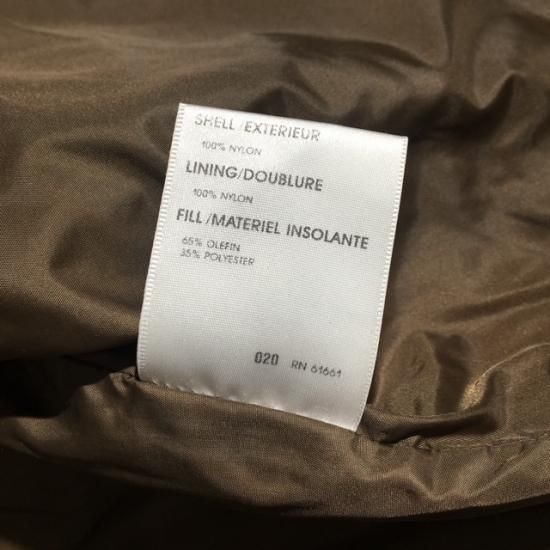 SHELL/EXTERIEUR
100% NYLON
LINING/DOUBLURE
100% NYLON
FILL/MATERIEL INSOLANTE
65% OLEFIN
35% POLYESTER
020 RN 61661